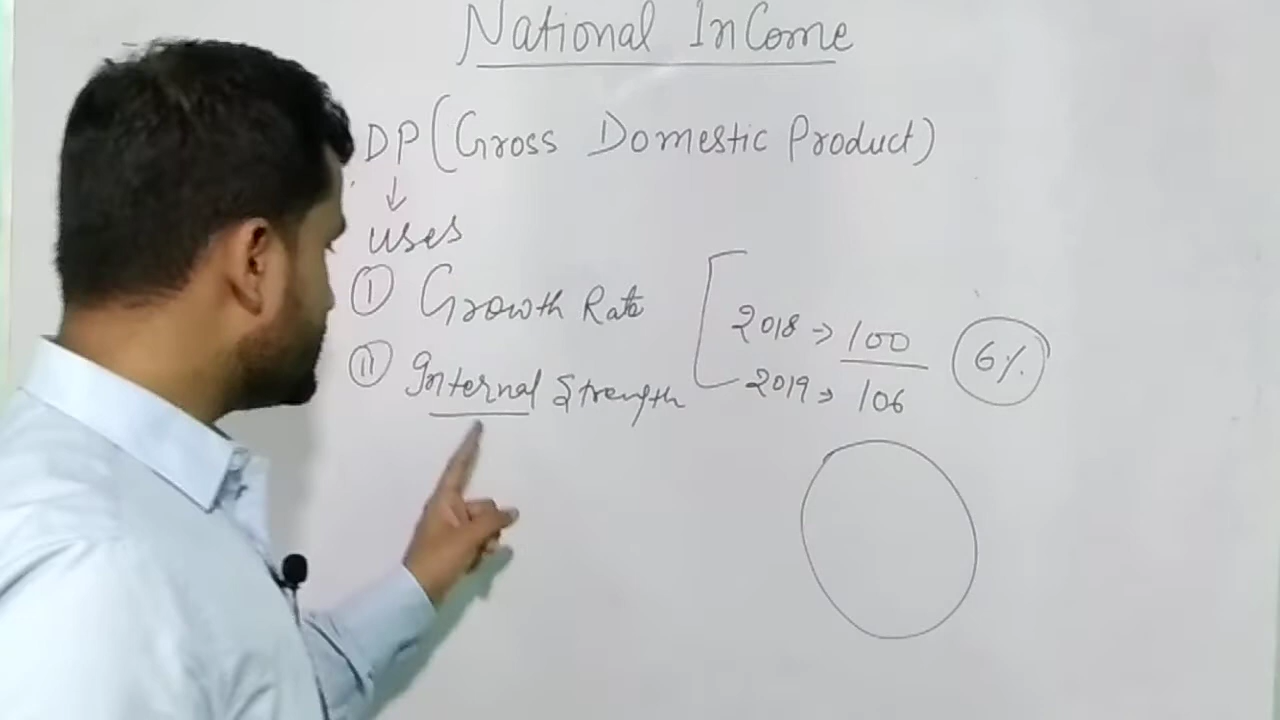 National Income
DP (Gross Domestic Product)
↓
uses
I Growth Rate
II Internal Strength
2018 → 100
2019 → 106
6%